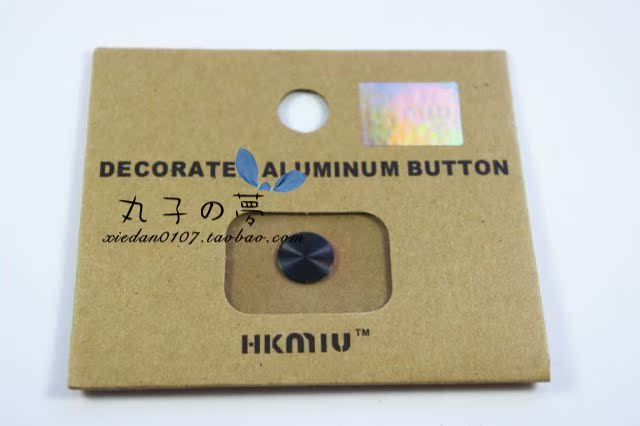 DECORATE ALUMINUM BUTTON
丸子の夢
xiedan0107.taobao.com
HKMIU™